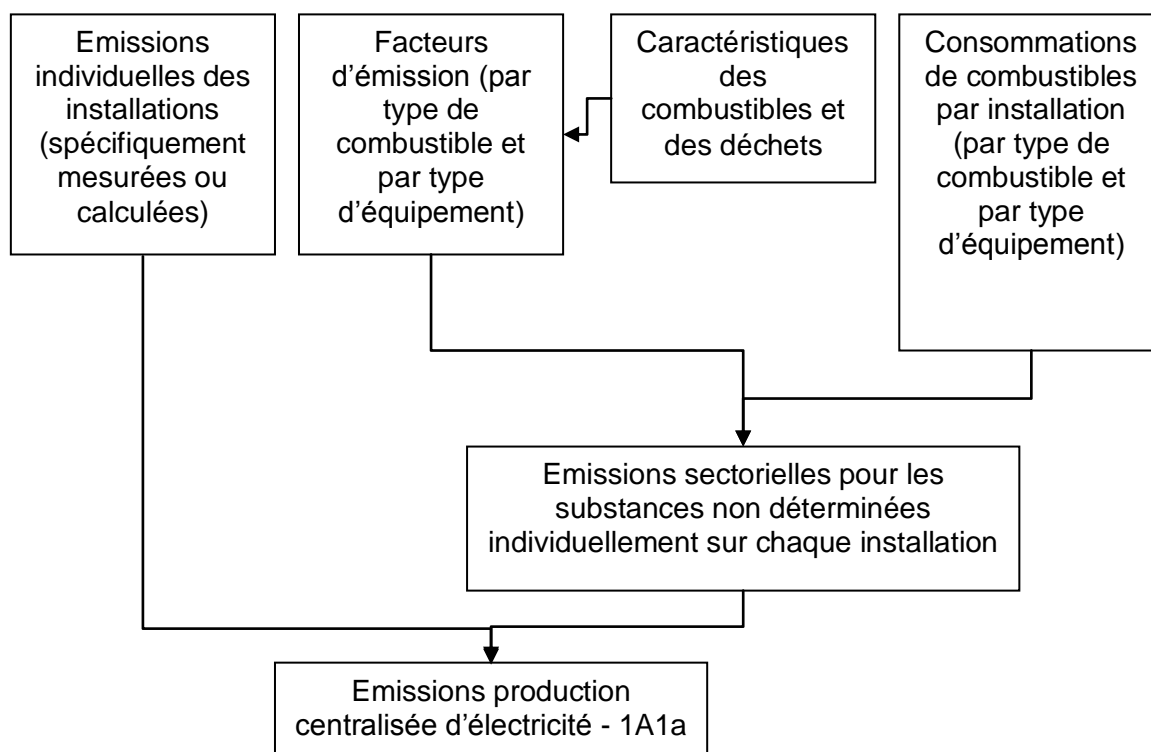 Emissions
individuelles des
installations
(spécifiquement
mesurées ou
calculées)
Facteurs
d’émission (par
type de
combustible et
par type
d’équipement)
Caractéristiques
des
combustibles et
des déchets
Consommations
de combustibles
par installation
(par type de
combustible et
par type
d’équipement)
Emissions sectorielles pour les
substances non déterminées
individuellement sur chaque installation
Emissions production
centralisée d’électricité - 1A1a